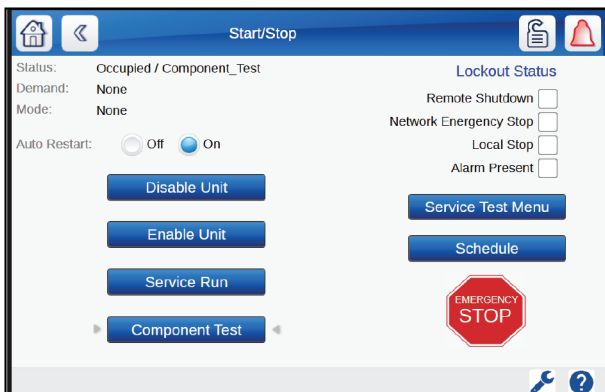 Start/Stop
Status: Occupied / Component_Test
Demand: None
Mode: None
Auto Restart: Off On
Disable Unit
Enable Unit
Service Run
Component Test
Lockout Status
Remote Shutdown
Network Emergency Stop
Local Stop
Alarm Present
Service Test Menu
Schedule
EMERGENCY
STOP
?